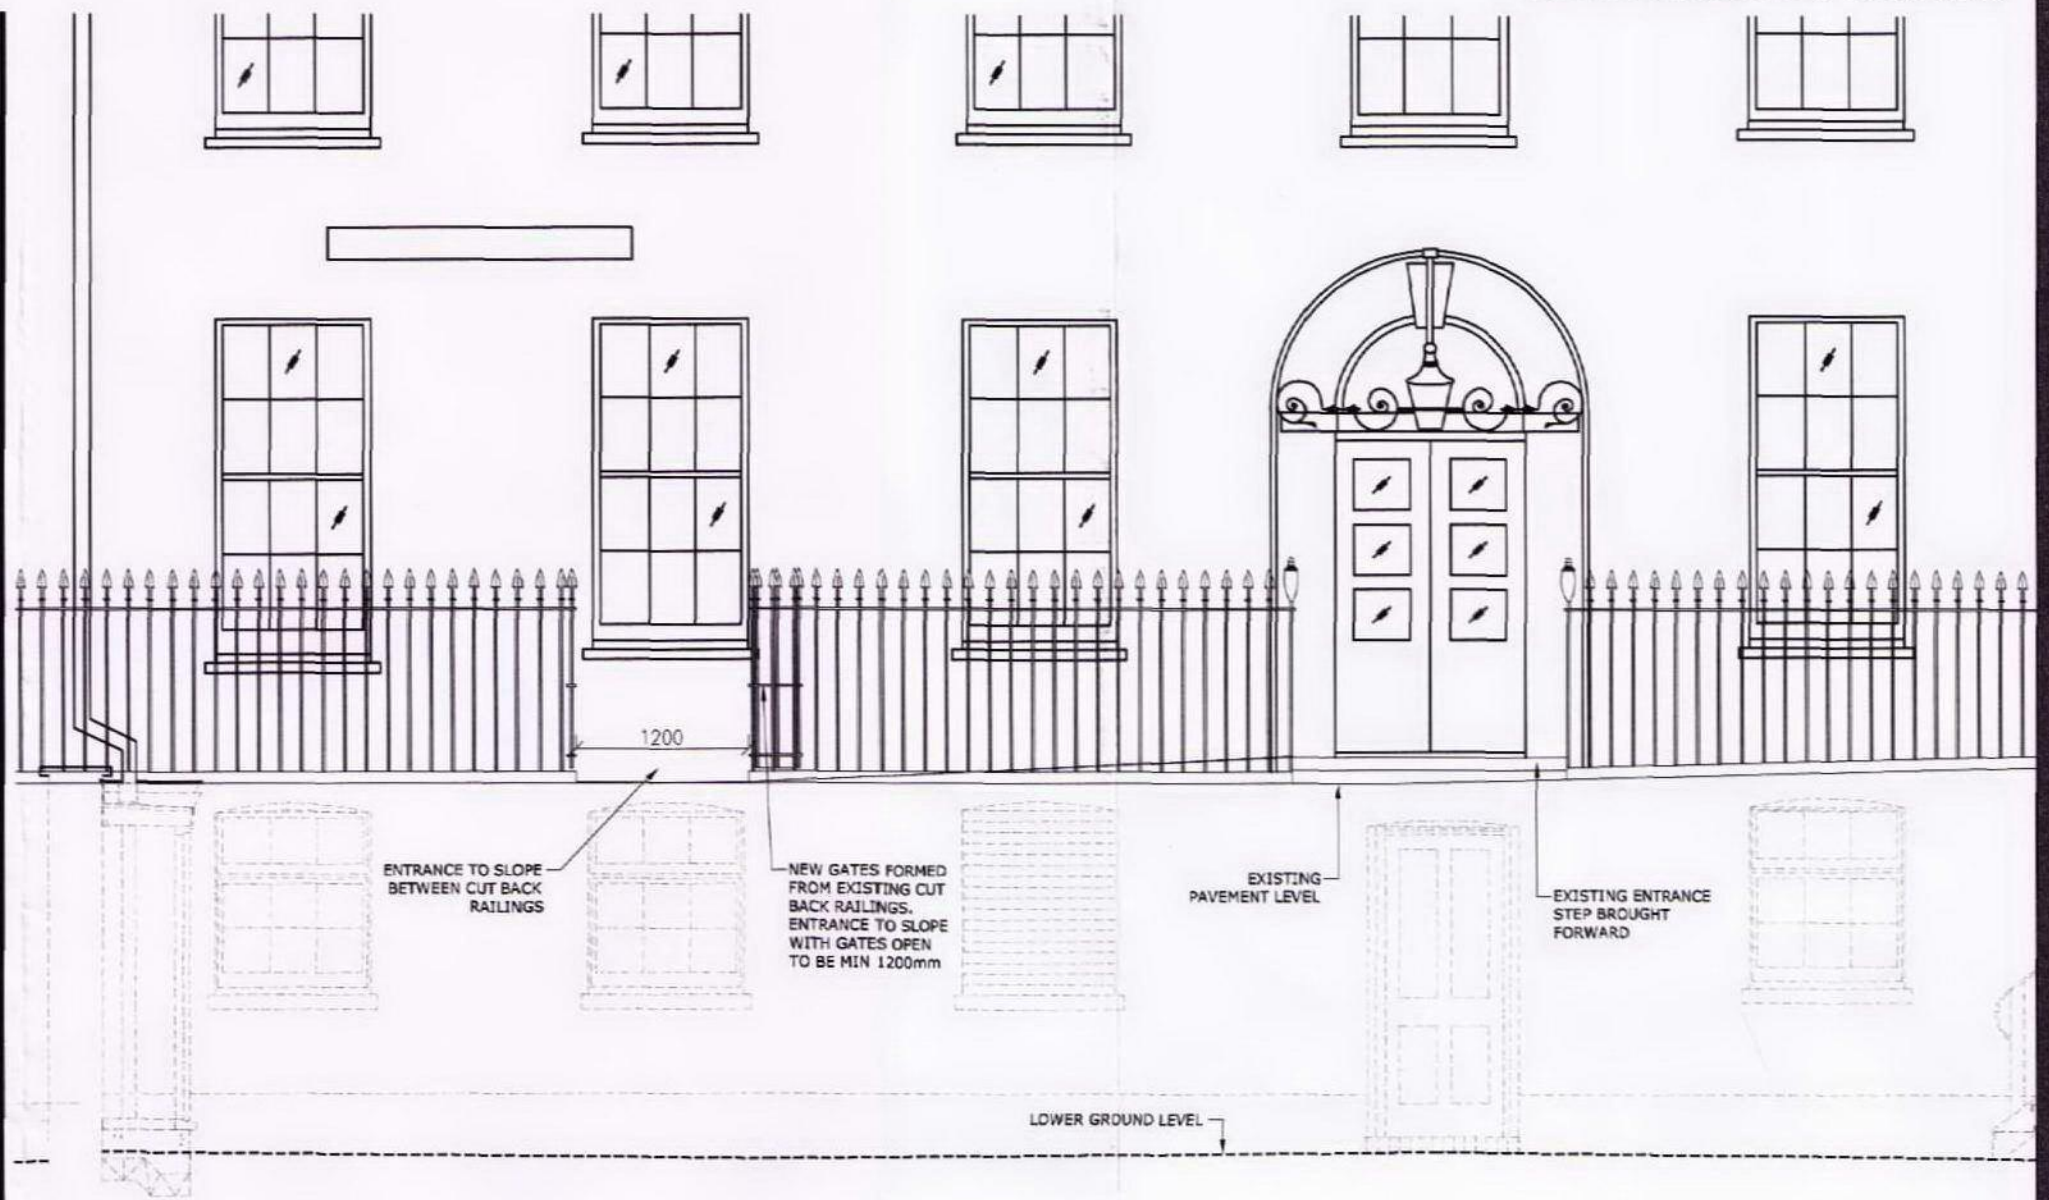 1200
ENTRANCE TO SLOPE
BETWEEN CUT BACK
RAILINGS
NEW GATES FORMED
FROM EXISTING CUT
BACK RAILINGS.
ENTRANCE TO SLOPE
WITH GATES OPEN
TO BE MIN 1200mm
EXISTING
PAVEMENT LEVEL
EXISTING ENTRANCE
STEP BROUGHT
FORWARD
LOWER GROUND LEVEL